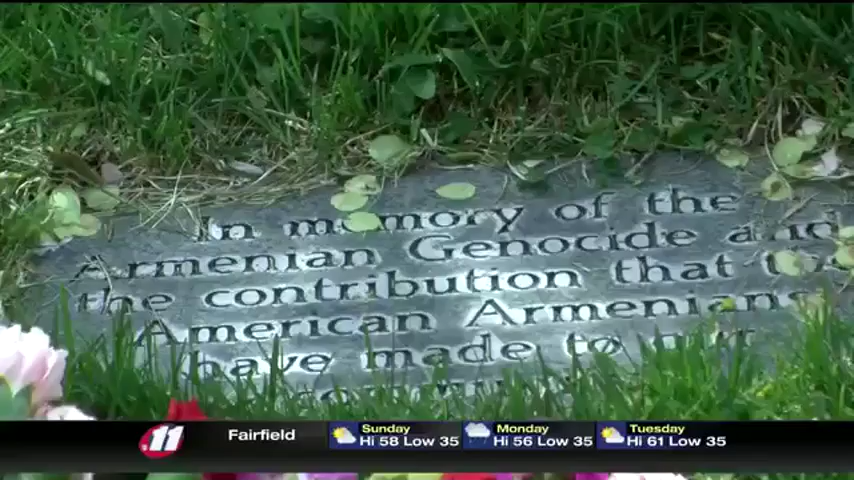 In memory of the
Armenian Genocide and
the contribution that
American Armenians
have made to our
11
Fairfield
Sunday
Hi 58 Low 35
Monday
Hi 56 Low 35
Tuesday
Hi 61 Low 35